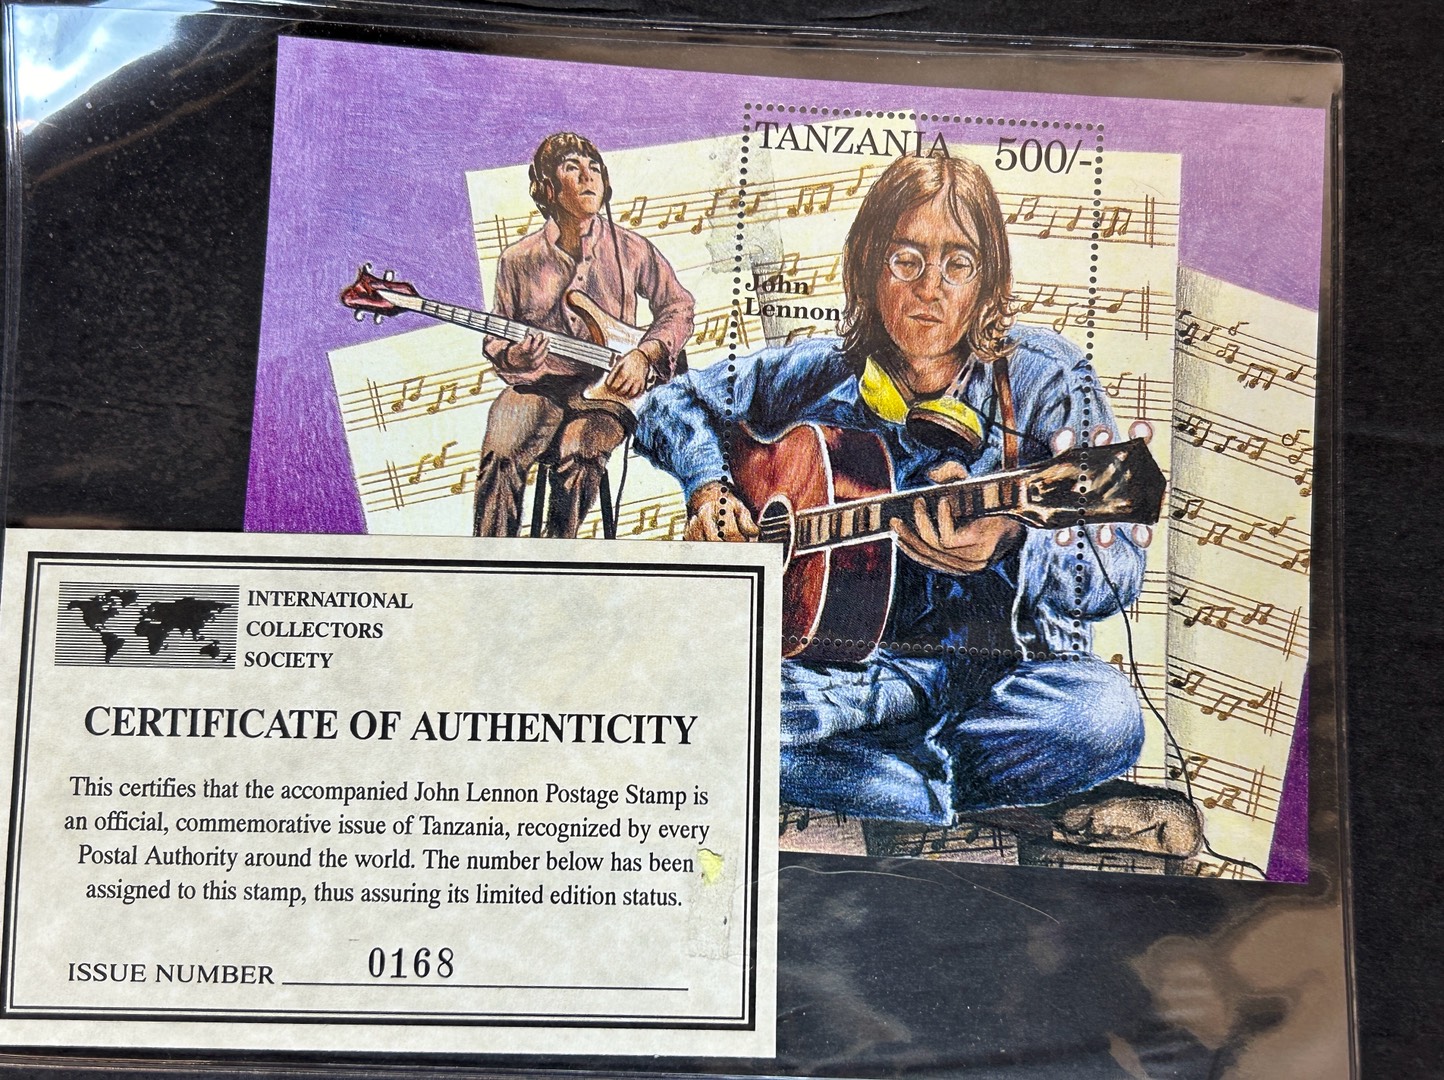 TANZANIA 500/-
John
Lennon
INTERNATIONAL
COLLECTORS
SOCIETY
CERTIFICATE OF AUTHENTICITY
This certifies that the accompanied John Lennon Postage Stamp is
an official, commemorative issue of Tanzania, recognized by every
Postal Authority around the world. The number below has been
assigned to this stamp, thus assuring its limited edition status.
ISSUE NUMBER 0168